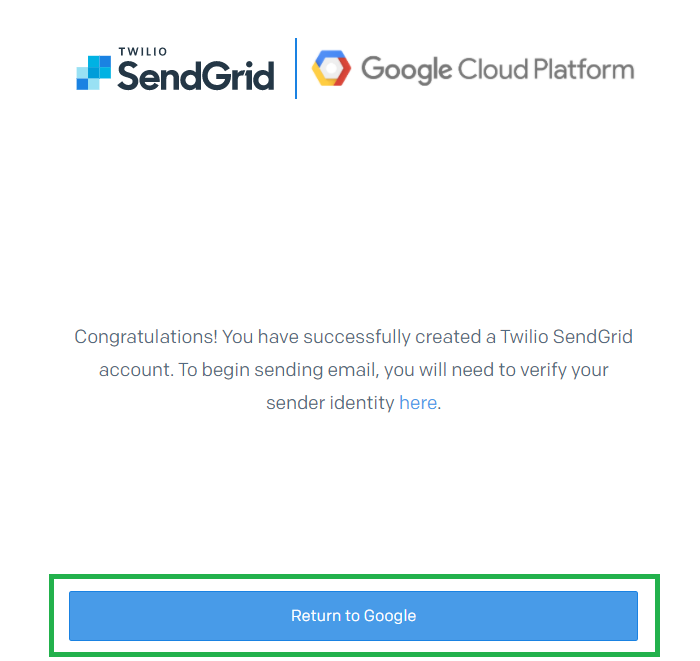 TWILIO
SendGrid
Google Cloud Platform
Congratulations! You have successfully created a Twilio SendGrid
account. To begin sending email, you will need to verify your
sender identity here.
Return to Google